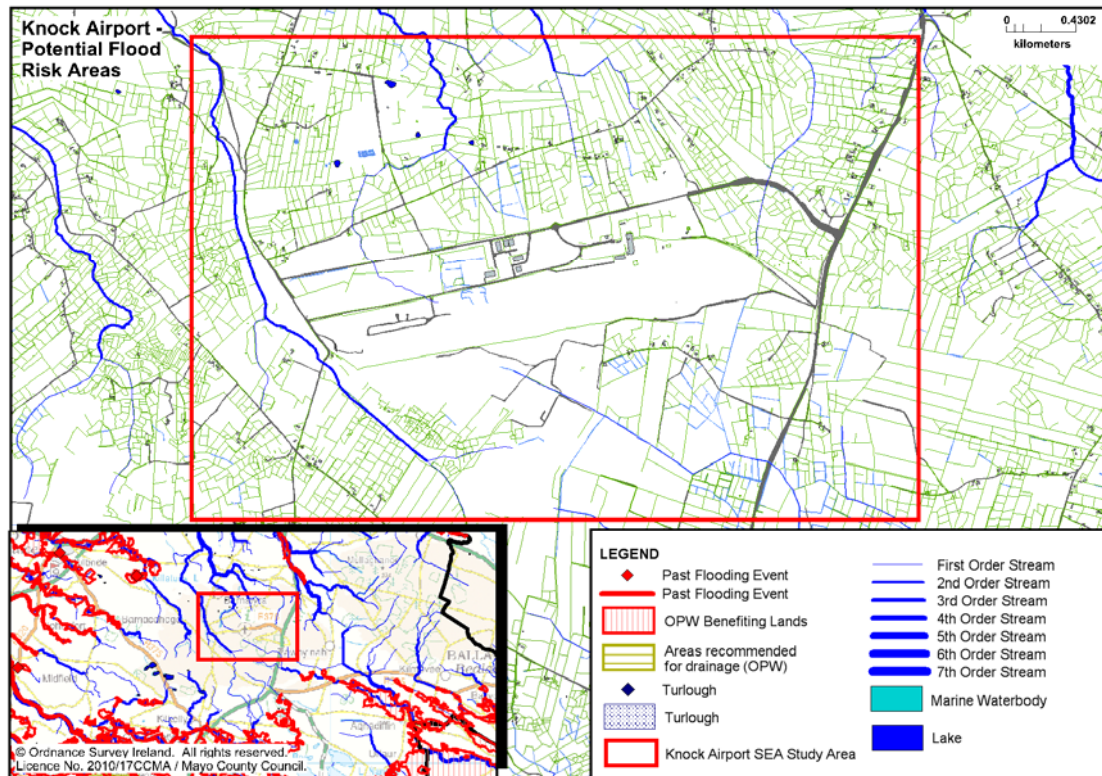 Knock Airport -
Potential Flood
Risk Areas
0 0.4302
kilometers
LEGEND
Past Flooding Event
Past Flooding Event
OPW Benefiting Lands
Areas recommended
for drainage (OPW)
Turlough
Turlough
Knock Airport SEA Study Area
First Order Stream
2nd Order Stream
3rd Order Stream
4th Order Stream
5th Order Stream
6th Order Stream
7th Order Stream
Marine Waterbody
Lake
Midfield
© Ordnance Survey Ireland. All rights reserved.
Licence No. 2010/17CCMA / Mayo County Council.